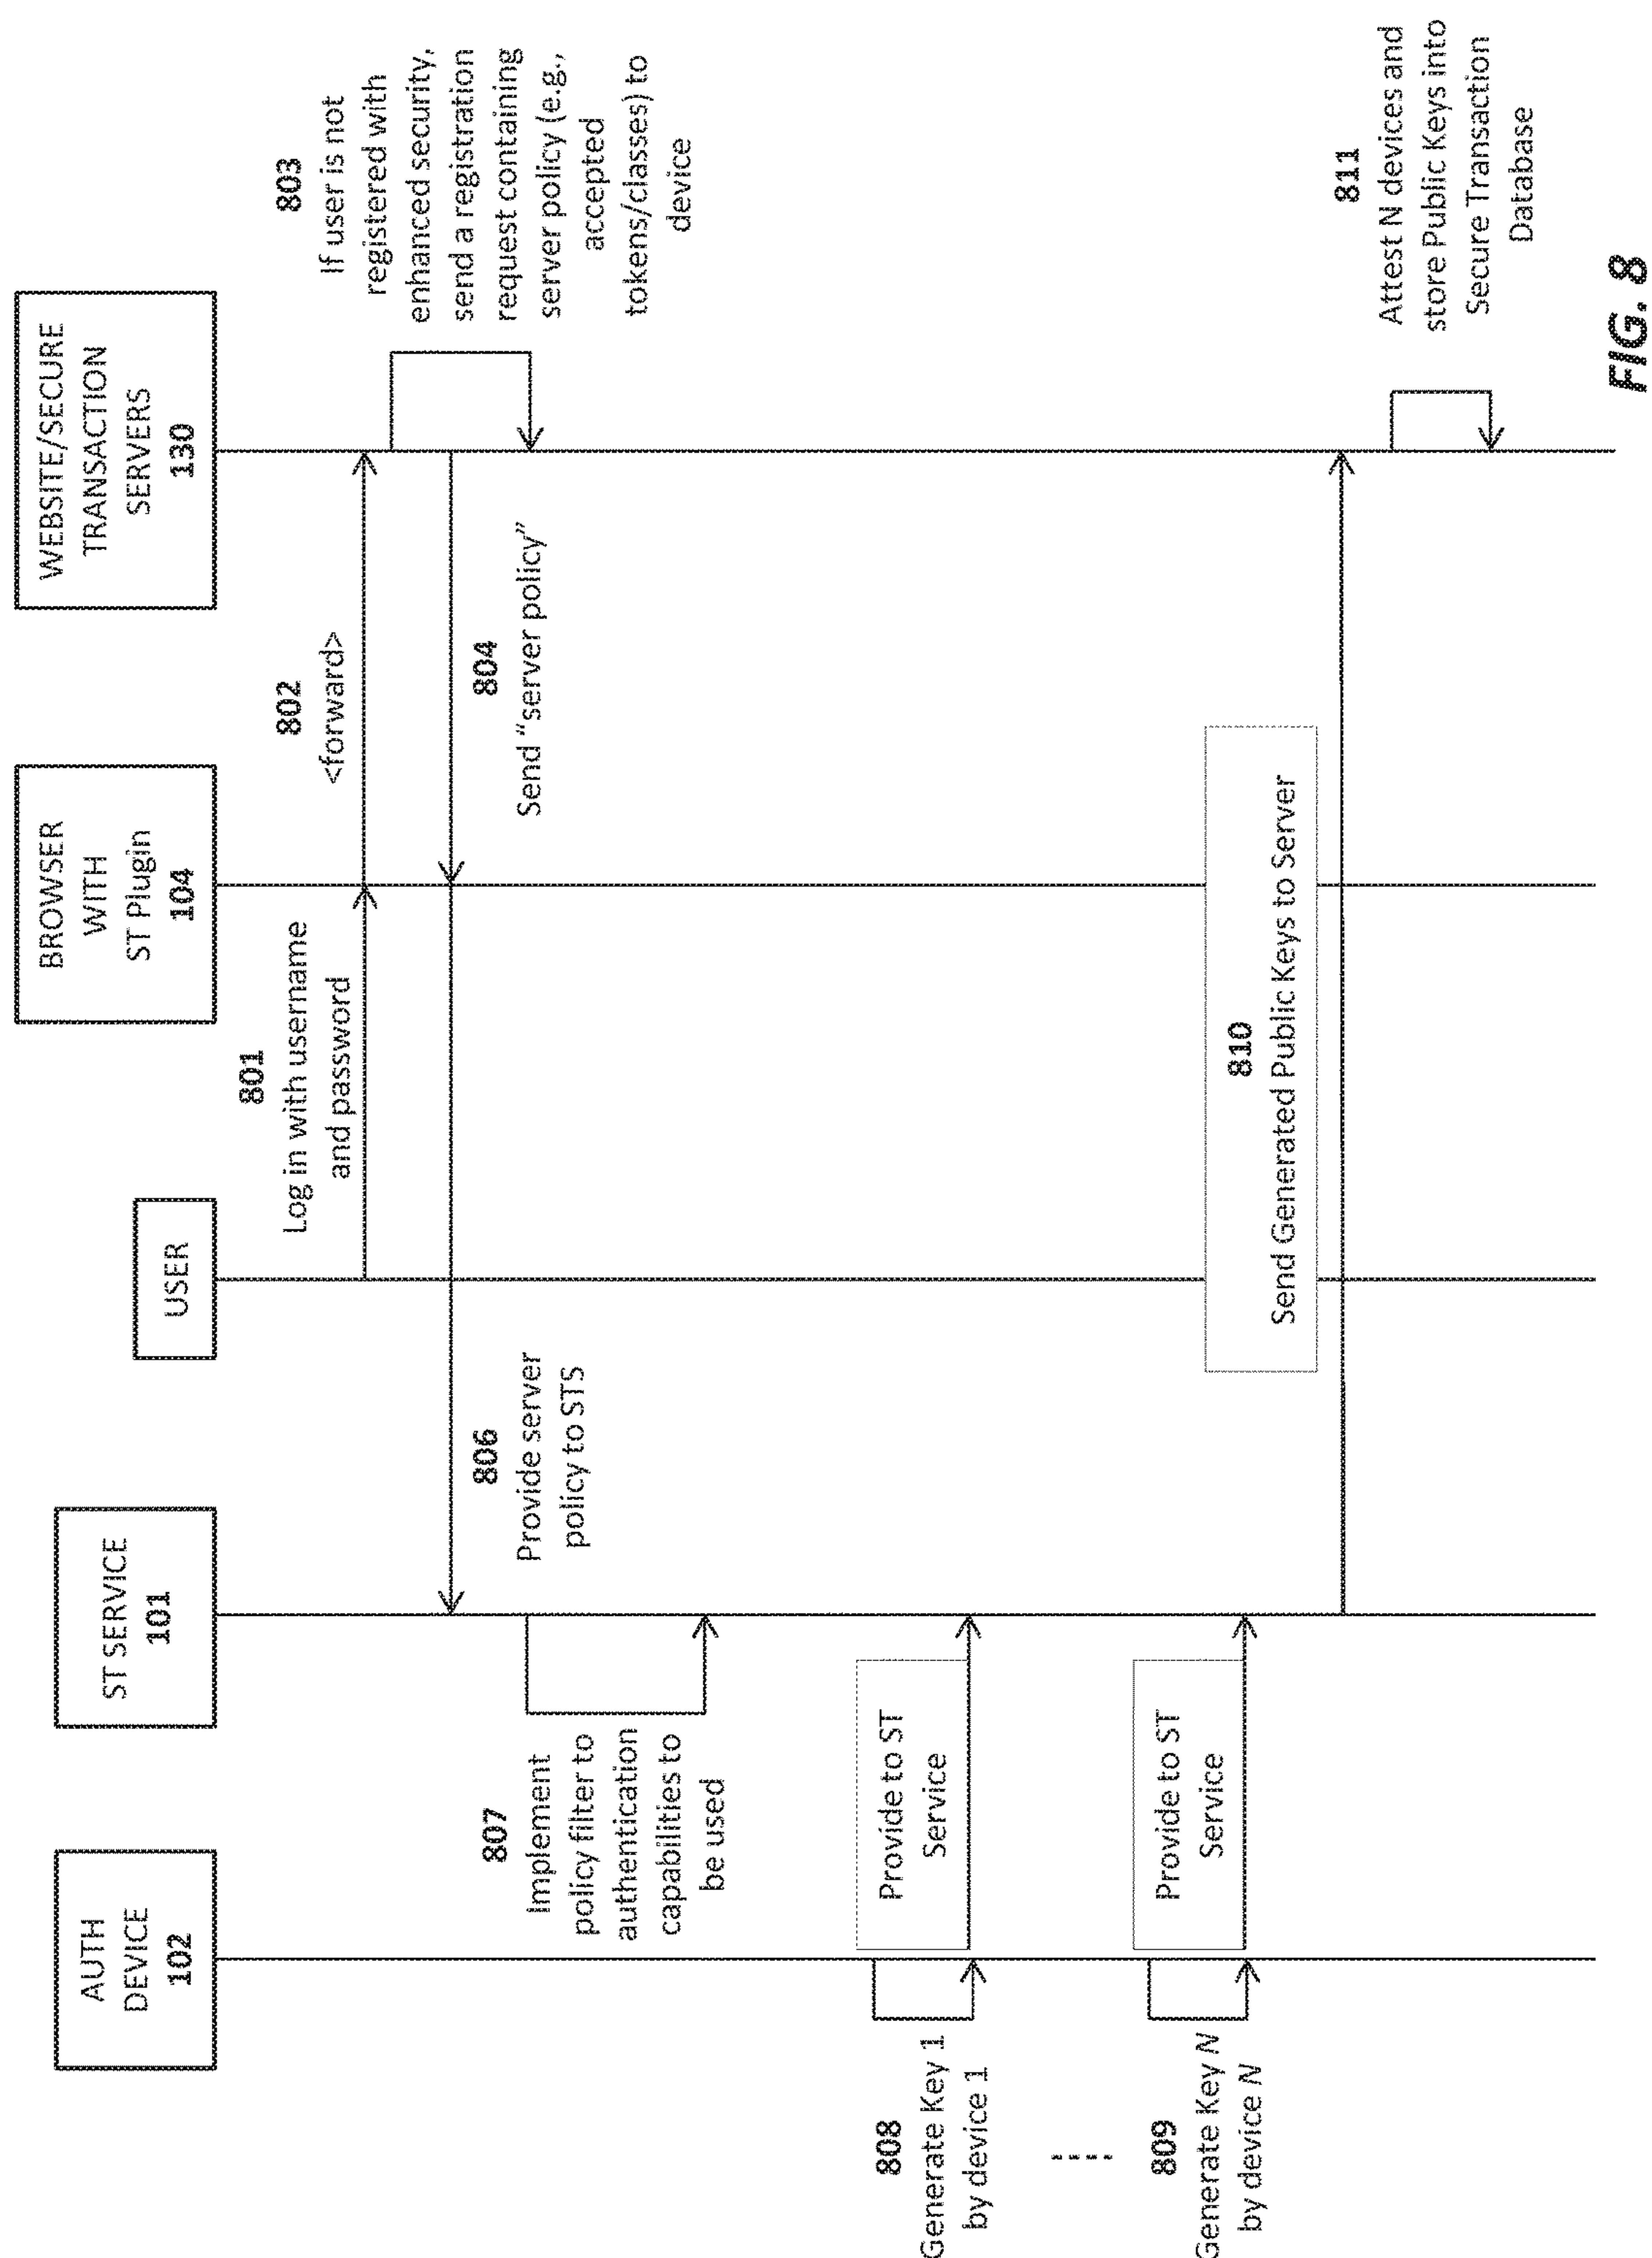 AUTH
DEVICE
102
ST SERVICE
101
USER
BROWSER
WITH
ST Plugin
104
WEBSITE/SECURE
TRANSACTION
SERVERS
130
801
Log in with username
and password
802
<forward>
803
If user is not
registered with
enhanced security,
send a registration
request containing
server policy (e.g.,
accepted
tokens/classes) to
device
804
Send “server policy”
806
Provide server
policy to STS
807
Implement
policy filter to
authentication
capabilities to
be used
808
Generate Key 1
by device 1
Provide to ST
Service
809
Generate Key N
by device N
Provide to ST
Service
810
Send Generated Public Keys to Server
811
Attest N devices and
store Public Keys into
Secure Transaction
Database
FIG. 8